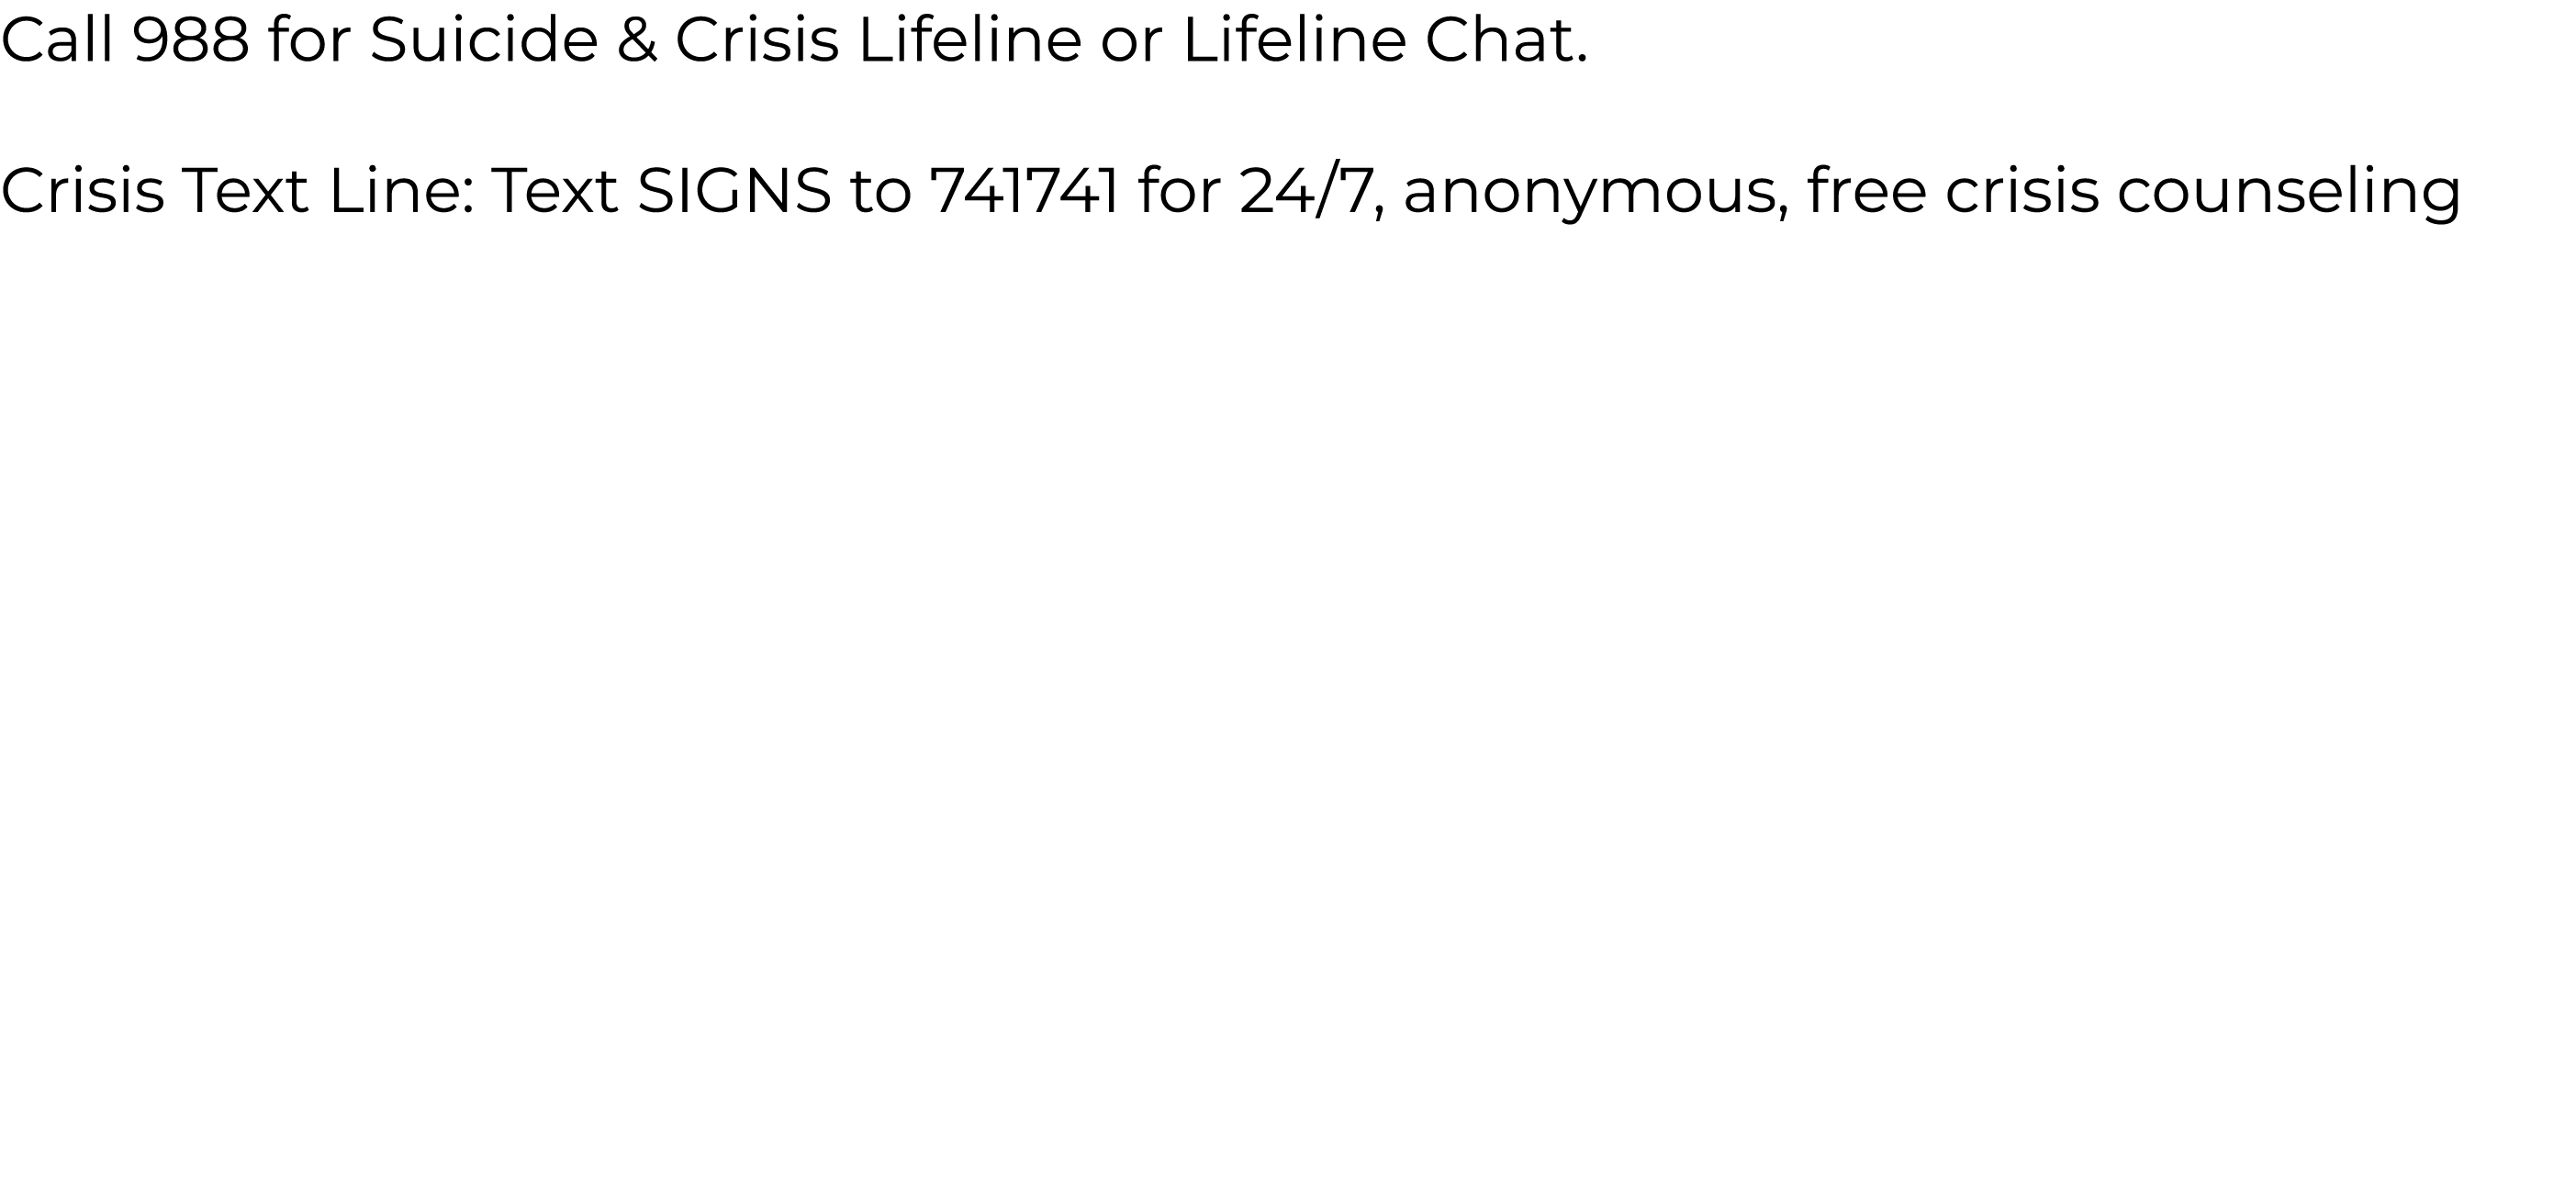 Call 988 for Suicide & Crisis Lifeline or Lifeline Chat.
Crisis Text Line: Text SIGNS to 741741 for 24/7, anonymous, free crisis counseling